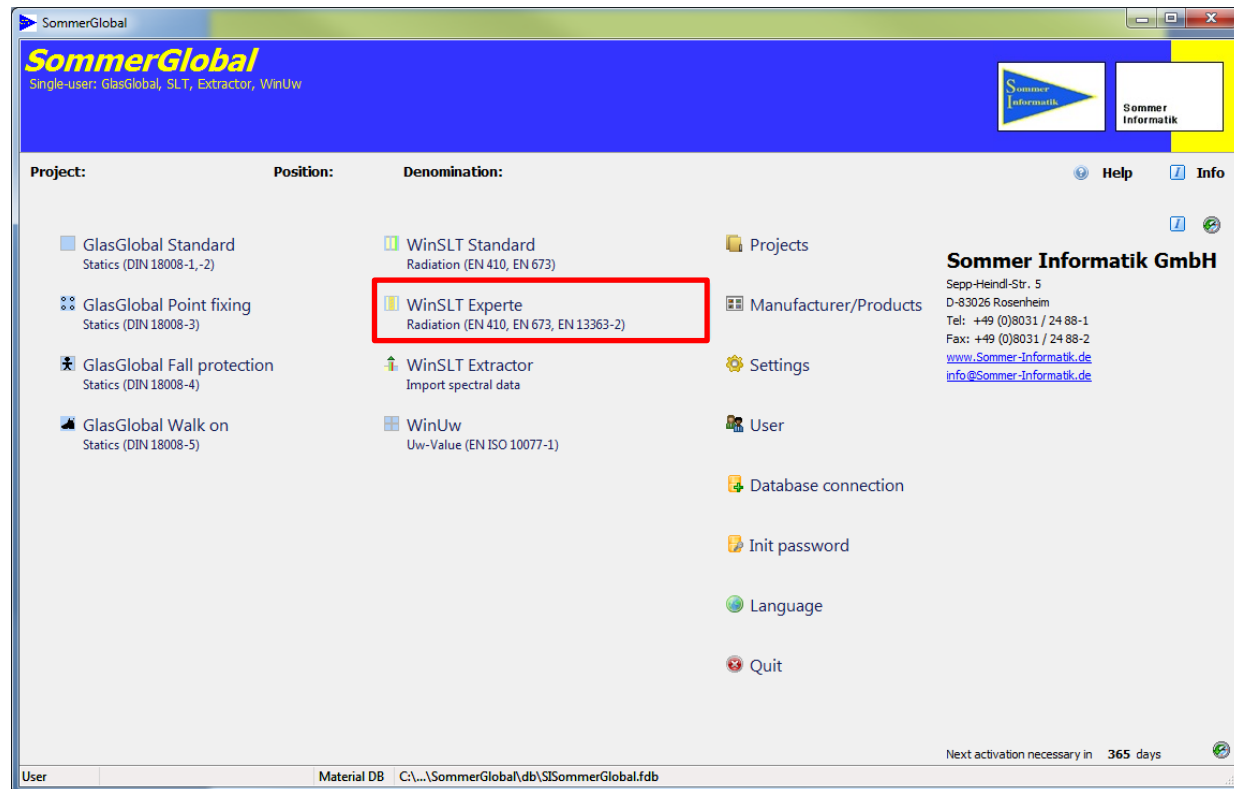 SommerGlobal
SommerGlobal
Single-user: GlasGlobal, SLT, Extractor, WinUw
Sommer
Informatik
Sommer
Informatik
Project:
Position:
Denomination:
Help
Info
GlasGlobal Standard
Statics (DIN 18008-1,-2)
GlasGlobal Point fixing
Statics (DIN 18008-3)
GlasGlobal Fall protection
Statics (DIN 18008-4)
GlasGlobal Walk on
Statics (DIN 18008-5)
WinSLT Standard
Radiation (EN 410, EN 673)
WinSLT Experte
Radiation (EN 410, EN 673, EN 13363-2)
WinSLT Extractor
Import spectral data
WinUw
Uw-Value (EN ISO 10077-1)
Projects
Manufacturer/Products
Settings
User
Database connection
Init password
Language
Quit
Sommer Informatik GmbH
Sepp-Heindl-Str. 5
D-83026 Rosenheim
Tel: +49 (0)8031 / 24 88-1
Fax: +49 (0)8031 / 24 88-2
www.Sommer-Informatik.de
info@Sommer-Informatik.de
Next activation necessary in 365 days
User
Material DB
C:\...\SommerGlobal\db\SISommerGlobal.fdb